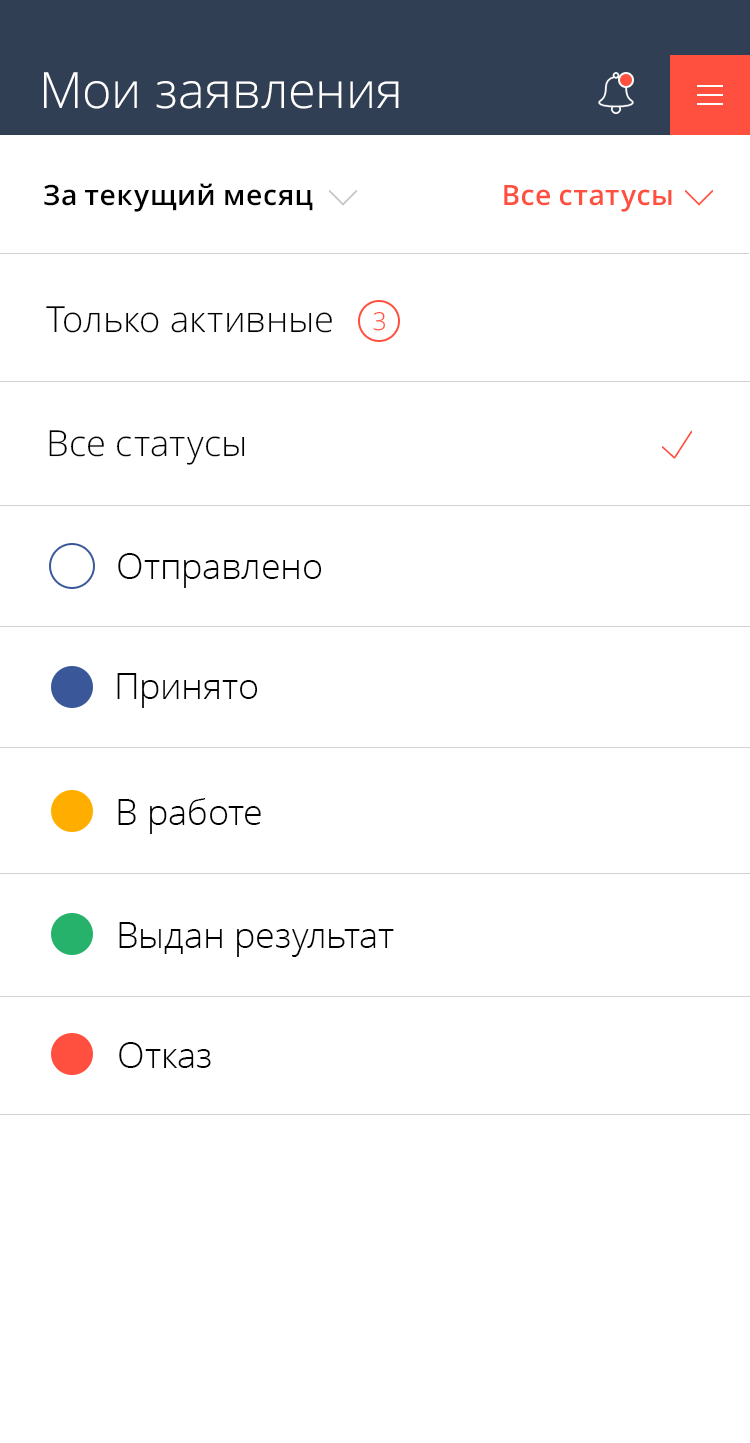 Мои заявления
За текущий месяц
Все статусы
Только активные 3
Все статусы
Отправлено
Принято
В работе
Выдан результат
Отказ